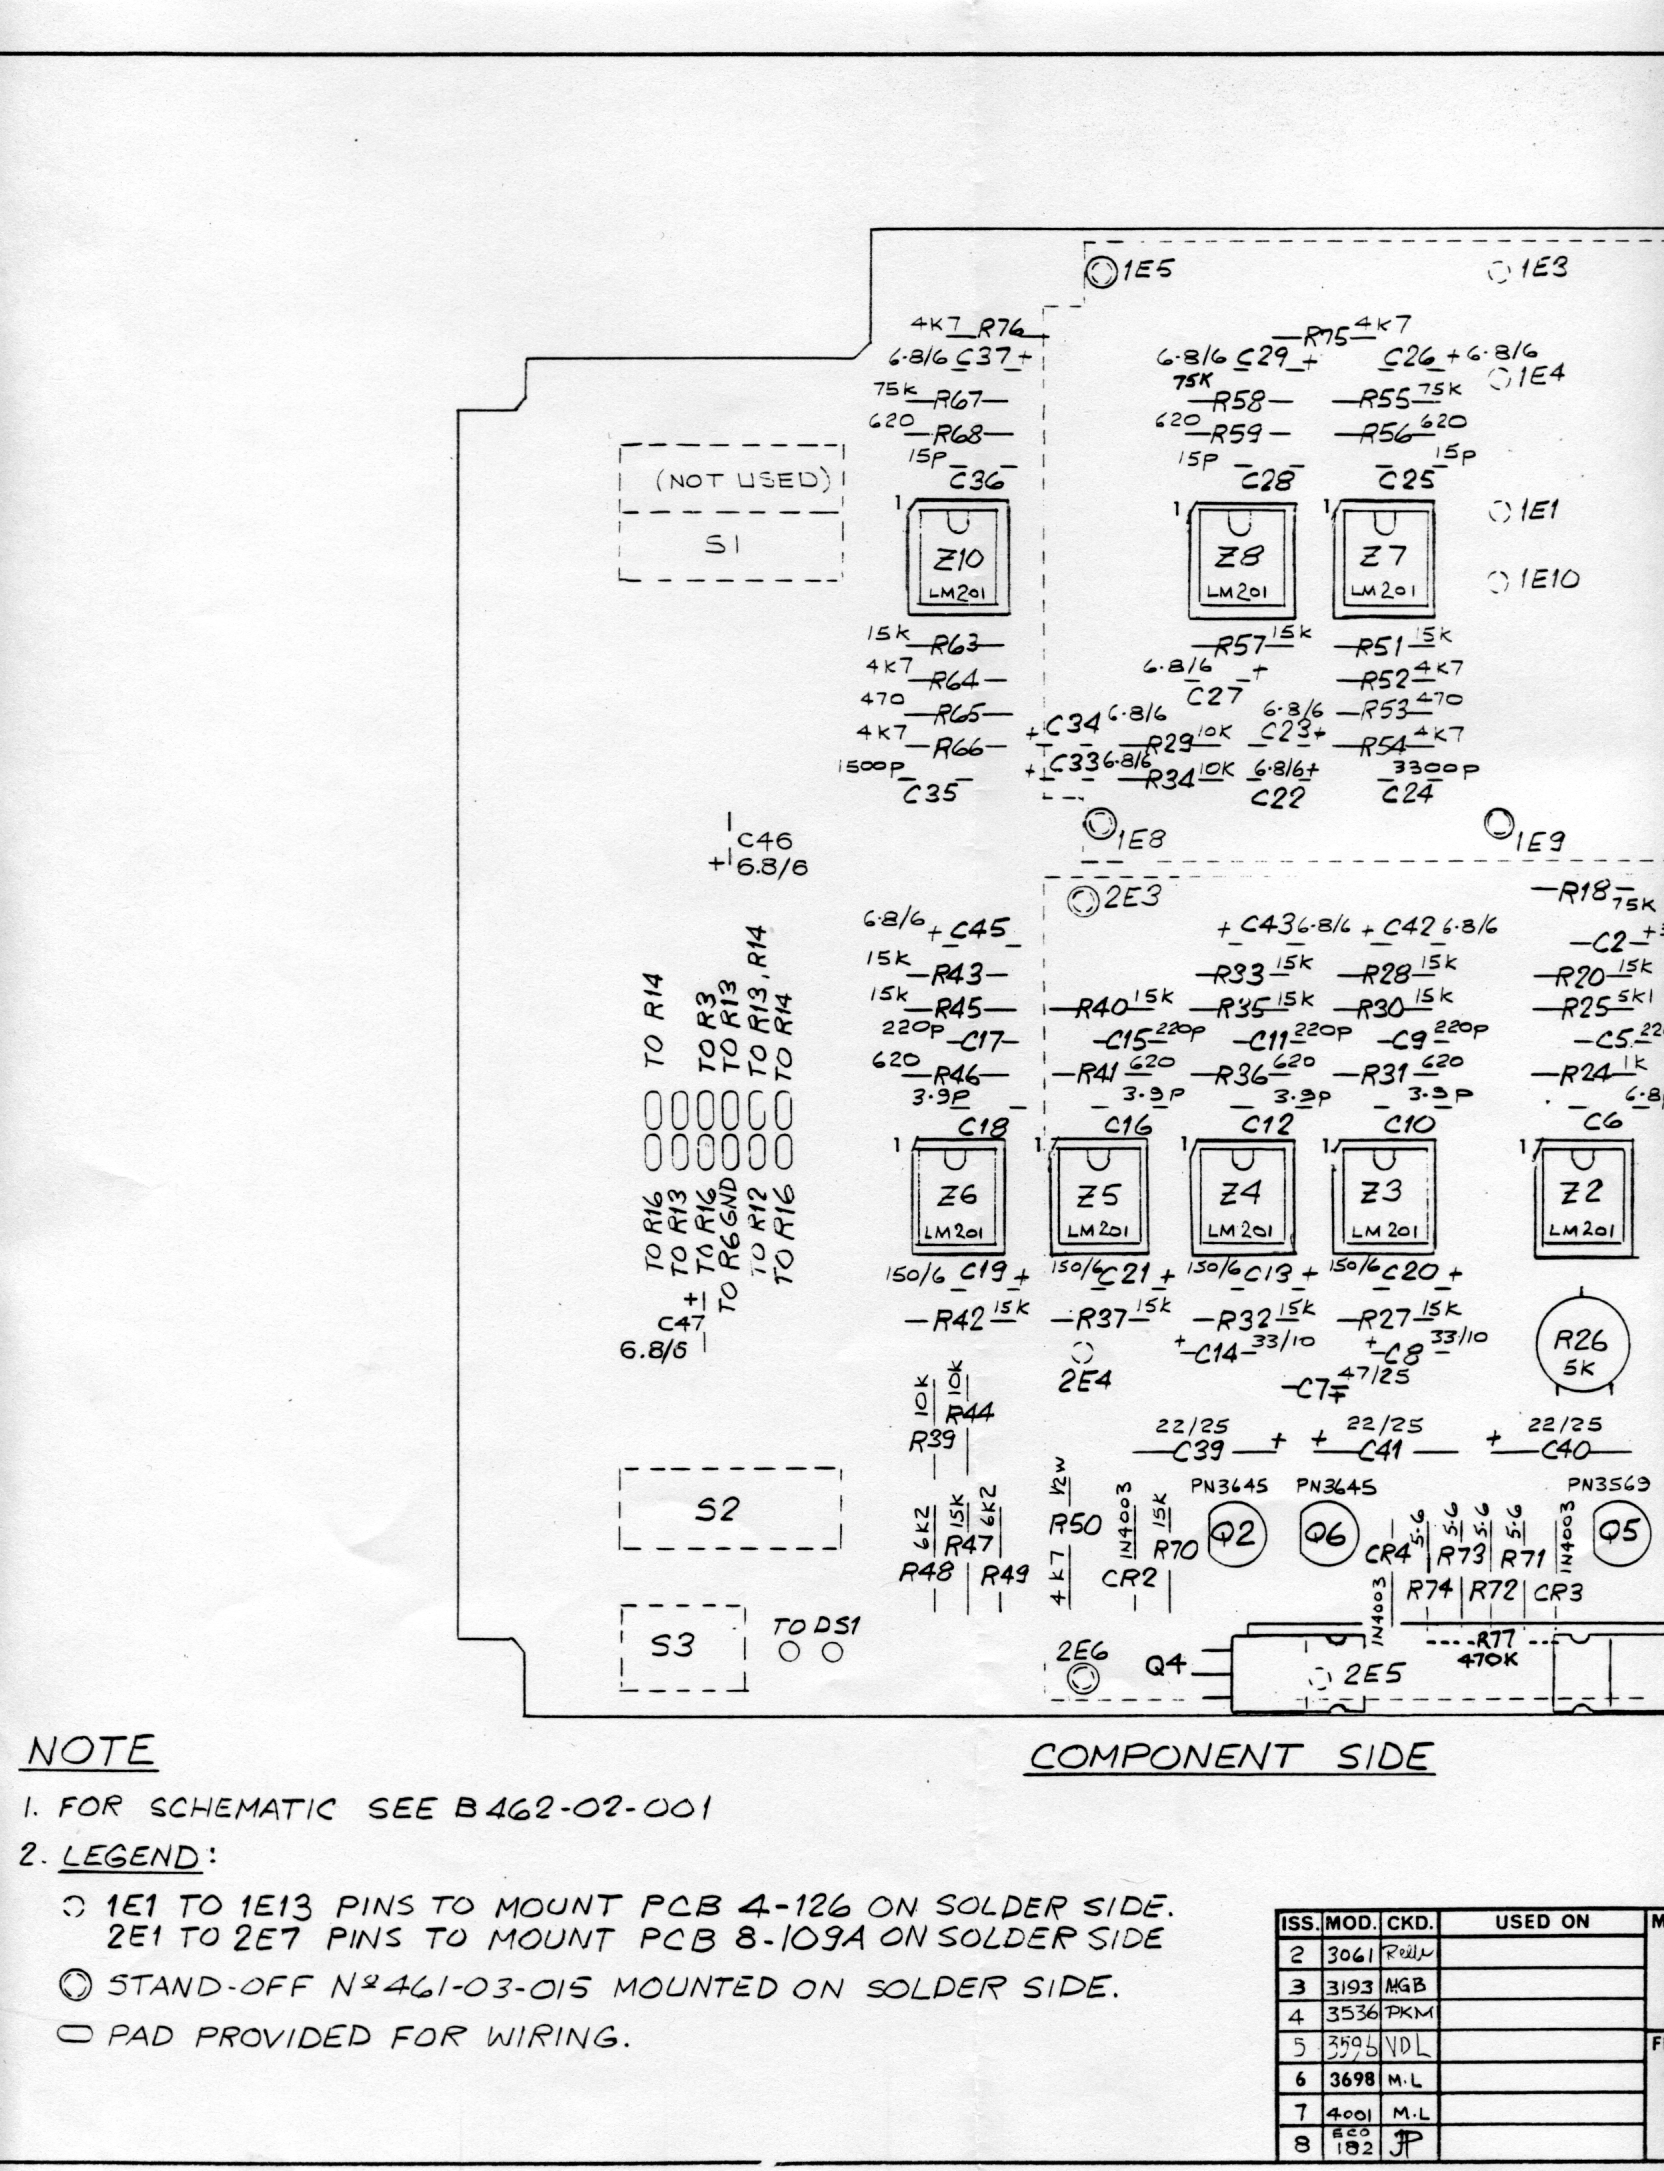 1E5 1E3
4K7 R76 R75 4K7
6.8/6 C37 + 6.8/6 C29 + C26 + 6.8/6
75K R67 75K R58 R55 75K 1E4
620 R68 620 R59 R56 620
15P C36 15P C28 C25 15P
(NOT USED)
S1
1 Z10 LM201
1 Z8 LM201
1 Z7 LM201
1E1
1E10
15K R63 R57 15K R51 15K
4K7 R64 6.8/6 + C27 R52 4K7
470 R65 R53 470
+ C34 6.8/6 R29 10K 6.8/6 C23 +
4K7 R66 R54 4K7
+ C33 6.8/6 R34 10K 6.8/6 + C22
1500P C35 3300P C24
C46
+ 6.8/6
1E8 1E9
2E3 R18 75K
6.8/6 + C45 + C43 6.8/6 + C42 6.8/6 C2 +
15K R43 R33 15K R28 15K R20 15K
15K R45 R40 15K R35 15K R30 15K R25 5K1
220P C17 C15 220P C11 220P C9 220P C5 22
620 R46 R41 620 R36 620 R31 620 R24 1K
3.9P C18 3.9P C16 3.9P C12 3.9P C10 6.8 C6
TO R14
TO R3
TO R13
TO R13, R14
TO R14
TO R16
TO R13
TO R16
TO R6 GND
TO R12
TO R16
1 Z6 LM201
1 Z5 LM201
1 Z4 LM201
1 Z3 LM201
1 Z2 LM201
150/6 C19 + 150/6 C21 + 150/6 C13 + 150/6 C20 +
R42 15K R37 15K R32 15K R27 15K
+
C47
6.8/6
+ C14 33/10 + C8 33/10
R26
5K
2E4 C7 + 47/25
10K R39 10K R44
22/25 22/25 22/25
C39 + + C41 + C40
S2
6K2 R48 15K R47 6K2 R49
4K7 R50 1/2W
1N4003 CR2
15K R70
PN3645 Q2 PN3645 Q6 PN3569 Q5
CR4 1N4003
5.6 R74 5.6 R73 5.6 R72 5.6 R71
1N4003 CR3
S3 TO DS1
2E6 Q4 2E5
R77
470K
COMPONENT SIDE
NOTE
1. FOR SCHEMATIC SEE B462-02-001
2. LEGEND:
1E1 TO 1E13 PINS TO MOUNT PCB 4-126 ON SOLDER SIDE.
2E1 TO 2E7 PINS TO MOUNT PCB 8-109A ON SOLDER SIDE
STAND-OFF Nº 461-03-015 MOUNTED ON SOLDER SIDE.
PAD PROVIDED FOR WIRING.
ISS. MOD. CKD. USED ON M
2 3061
3 3193 MGB
4 3536 PKM
5 VDL F
6 3698 M.L
7 4001 M.L
8 ECO 182 JP